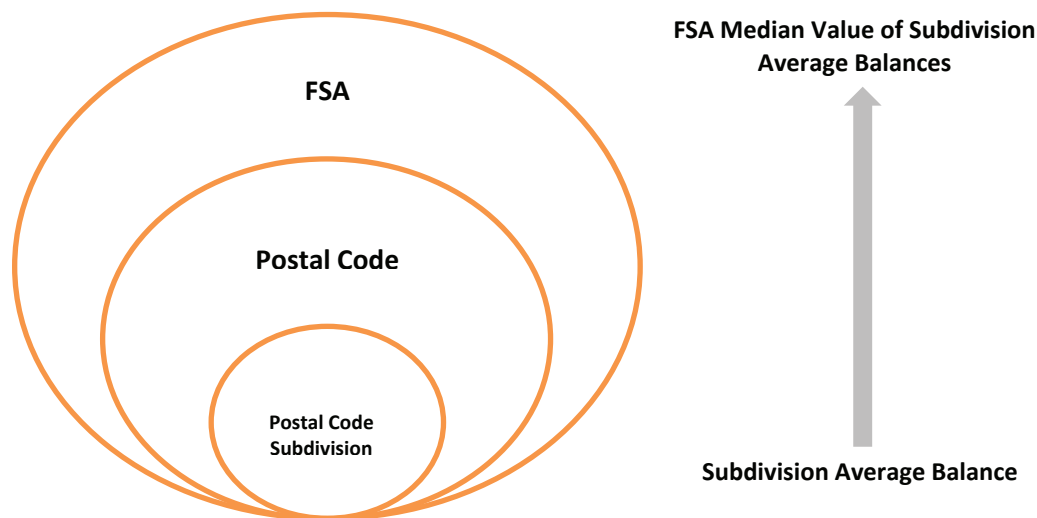 FSA Median Value of Subdivision
Average Balances
FSA
Postal Code
Postal Code
Subdivision
Subdivision Average Balance